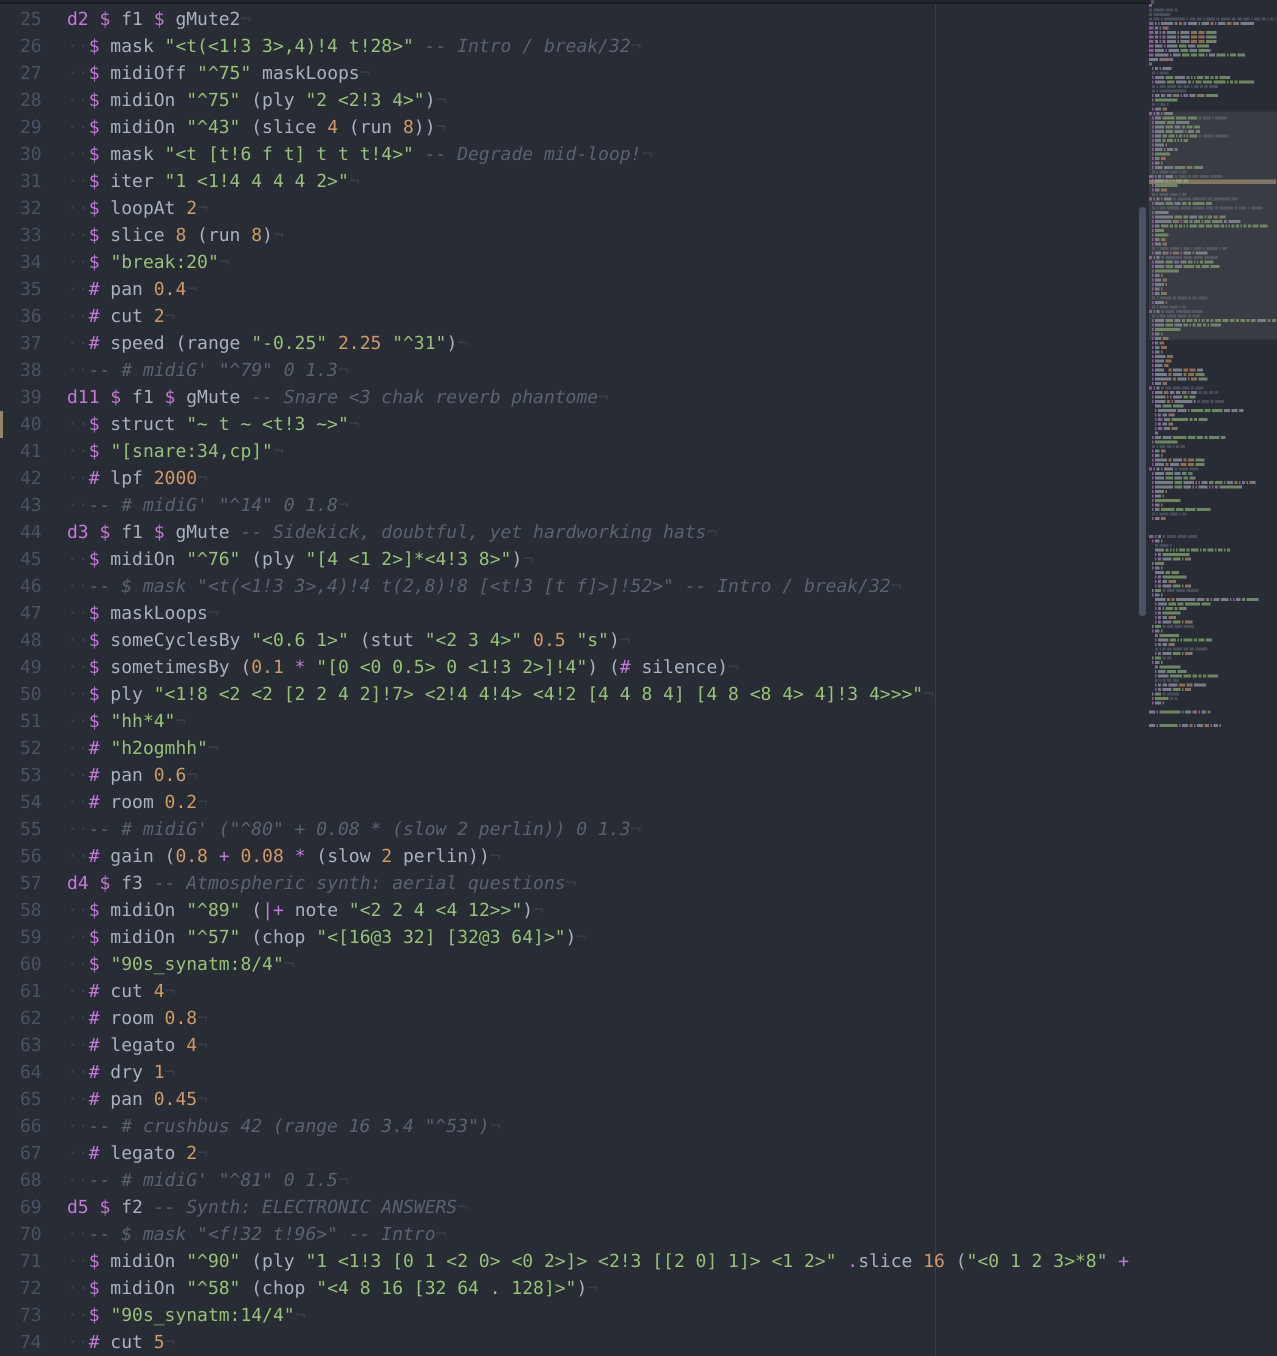 25 d2 $ f1 $ gMute2
26 $ mask "<t(<1!3 3>,4)!4 t!28>" -- Intro / break/32
27 $ midiOff "^75" maskLoops
28 $ midiOn "^75" (ply "2 <2!3 4>")
29 $ midiOn "^43" (slice 4 (run 8))
30 $ mask "<t [t!6 f t] t t t!4>" -- Degrade mid-loop!
31 $ iter "1 <1!4 4 4 4 2>"
32 $ loopAt 2
33 $ slice 8 (run 8)
34 $ "break:20"
35 # pan 0.4
36 # cut 2
37 # speed (range "-0.25" 2.25 "^31")
38 -- # midiG' "^79" 0 1.3
39 d11 $ f1 $ gMute -- Snare <3 chak reverb phantome
40 $ struct "~ t ~ <t!3 ~>"
41 $ "[snare:34,cp]"
42 # lpf 2000
43 -- # midiG' "^14" 0 1.8
44 d3 $ f1 $ gMute -- Sidekick, doubtful, yet hardworking hats
45 $ midiOn "^76" (ply "[4 <1 2>]*<4!3 8>")
46 -- $ mask "<t(<1!3 3>,4)!4 t(2,8)!8 [<t!3 [t f]>]!52>" -- Intro / break/32
47 $ maskLoops
48 $ someCyclesBy "<0.6 1>" (stut "<2 3 4>" 0.5 "s")
49 $ sometimesBy (0.1 * "[0 <0 0.5> 0 <1!3 2>]!4") (# silence)
50 $ ply "<1!8 <2 <2 [2 2 4 2]!7> <2!4 4!4> <4!2 [4 4 8 4] [4 8 <8 4> 4]!3 4>>>"
51 $ "hh*4"
52 # "h2ogmhh"
53 # pan 0.6
54 # room 0.2
55 -- # midiG' ("^80" + 0.08 * (slow 2 perlin)) 0 1.3
56 # gain (0.8 + 0.08 * (slow 2 perlin))
57 d4 $ f3 -- Atmospheric synth: aerial questions
58 $ midiOn "^89" (|+ note "<2 2 4 <4 12>>")
59 $ midiOn "^57" (chop "<[16@3 32] [32@3 64]>")
60 $ "90s_synatm:8/4"
61 # cut 4
62 # room 0.8
63 # legato 4
64 # dry 1
65 # pan 0.45
66 -- # crushbus 42 (range 16 3.4 "^53")
67 # legato 2
68 -- # midiG' "^81" 0 1.5
69 d5 $ f2 -- Synth: ELECTRONIC ANSWERS
70 -- $ mask "<f!32 t!96>" -- Intro
71 $ midiOn "^90" (ply "1 <1!3 [0 1 <2 0> <0 2>]> <2!3 [[2 0] 1]> <1 2>" .slice 16 ("<0 1 2 3>*8" +
72 $ midiOn "^58" (chop "<4 8 16 [32 64 . 128]>")
73 $ "90s_synatm:14/4"
74 # cut 5